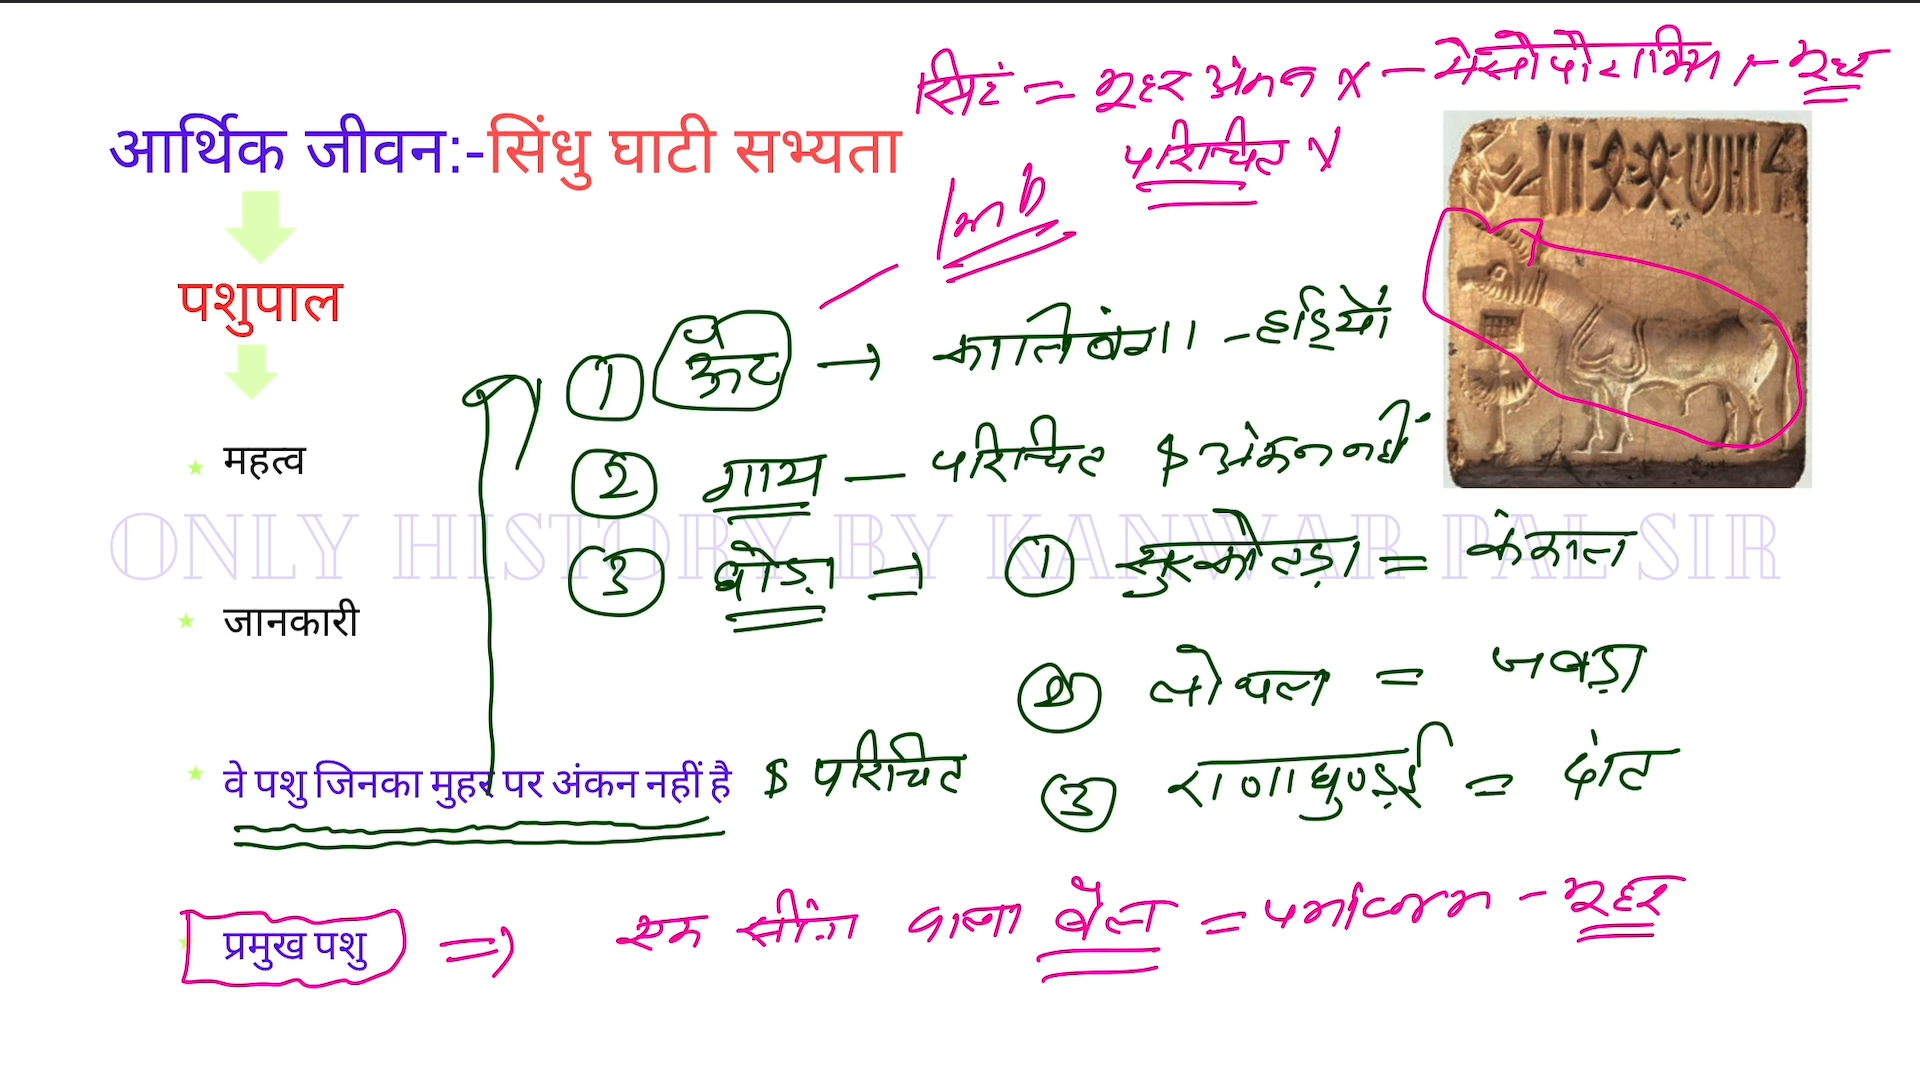 सिंह = मुहर अंकन X - मेसोपोटामिया - मुहर
परिचित X
आर्थिक जीवन:-सिंधु घाटी सभ्यता
Imp
पशुपाल
1 ऊँट → कालीबंगा - हड्डियाँ
महत्व
2 गाय - परिचित $ अंकन नहीं
ONLY HISTORY BY KANWAR PAL SIR
3 घोड़ा ⇒ 1 सुरकोटड़ा = कंकाल
जानकारी
2 लोथल = जबड़ा
वे पशु जिनका मुहर पर अंकन नहीं है $ परिचित
3 राणाघुण्डई = दांत
प्रमुख पशु ⇒ एक सींग वाला बैल = - मुहर